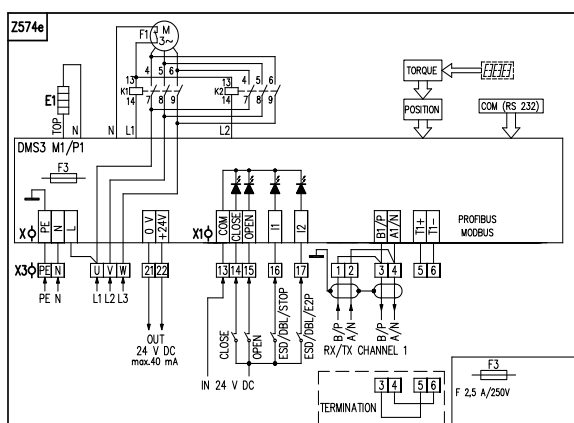 Z574e
F1
M
3~
E1
TOP
N
N
13
K1
14
4 5 6
7 8 9
L1
13
K2
14
4 5 6
7 8 9
L2
TORQUE
POSITION
COM (RS 232)
DMS3 M1/P1
F3
X
PE
N
L
0 V
+24V
X1
COM
CLOSE
OPEN
I1
I2
B1/P
A1/N
T1+
T1-
PROFIBUS
MODBUS
X3
PE N
U V W
21 22
13 14 15
16
17
1 2
3 4
5 6
PE N
L1 L2 L3
OUT
24 V DC
max.40 mA
CLOSE
OPEN
ESD/DBL/STOP
ESD/DBL/E2P
IN 24 V DC
B/P
A/N
B/P
A/N
RX/TX CHANNEL 1
3 4
5 6
TERMINATION
F3
F 2,5 A/250V